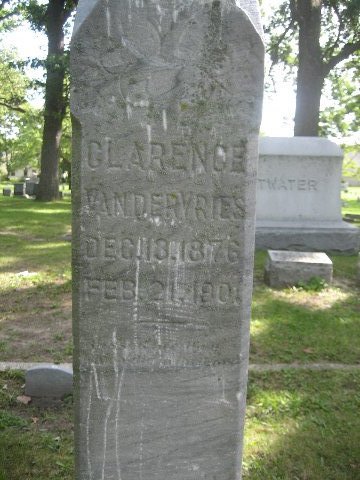 CLARENCE
VANDERVRIES
DEC. 18. 1876
FEB. 21. 1901
TWATER